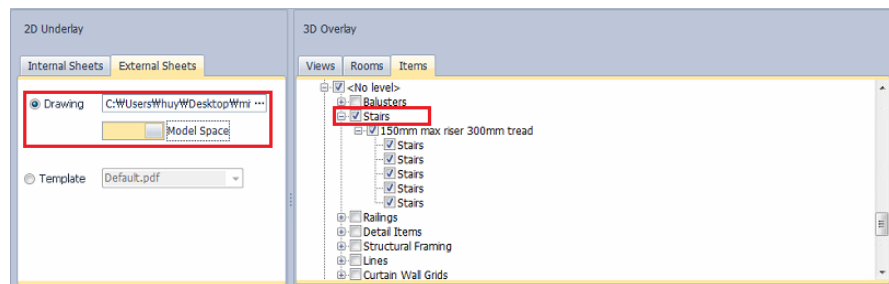 2D Underlay
Internal Sheets External Sheets
Drawing C:₩Users₩huy₩Desktop₩mi ...
Model Space
Template Default.pdf
3D Overlay
Views Rooms Items
<No level>
Balusters
Stairs
150mm max riser 300mm tread
Stairs
Stairs
Stairs
Stairs
Stairs
Railings
Detail Items
Structural Framing
Lines
Curtain Wall Grids